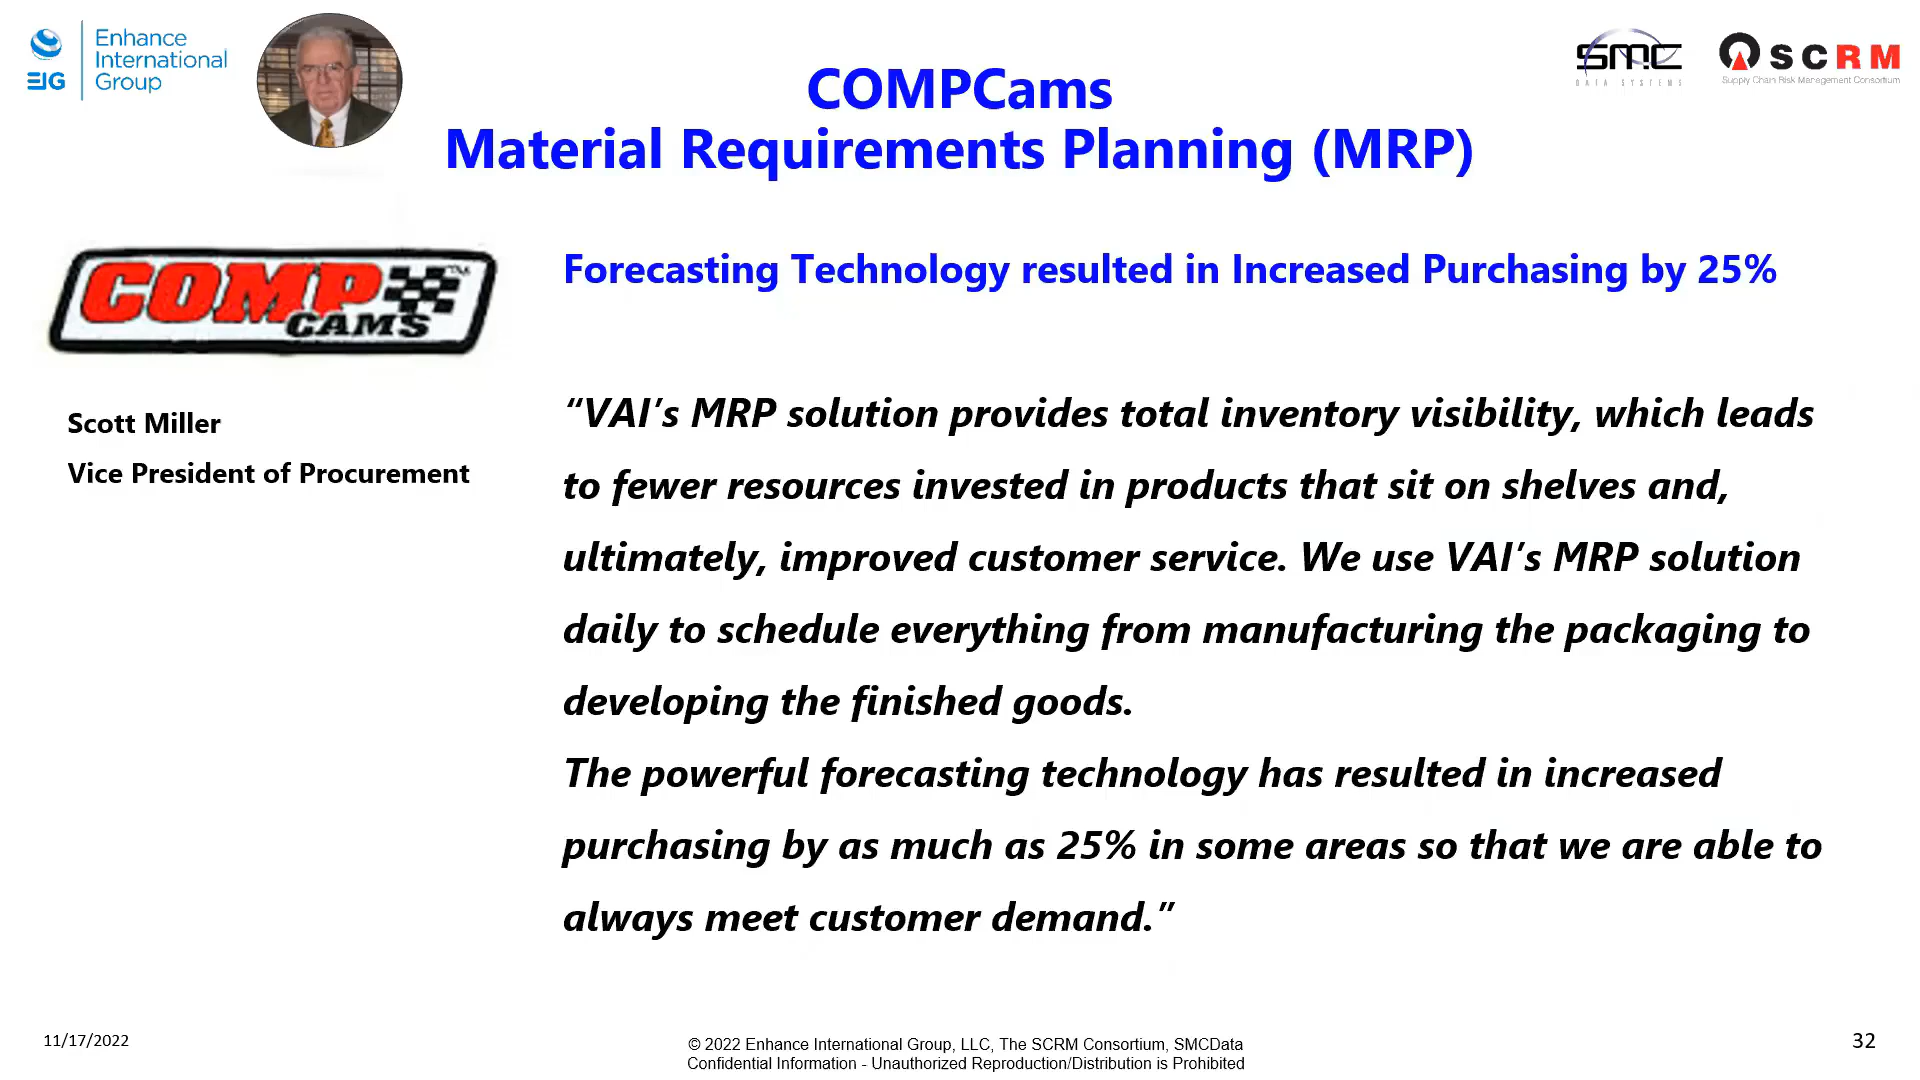 Enhance
International
Group
EIG
SMC
DATA SYSTEMS
SCRM
Supply Chain Risk Management Consortium
COMPCams
Material Requirements Planning (MRP)
COMP
CAMS
TM
Scott Miller
Vice President of Procurement
Forecasting Technology resulted in Increased Purchasing by 25%
“VAI’s MRP solution provides total inventory visibility, which leads
to fewer resources invested in products that sit on shelves and,
ultimately, improved customer service. We use VAI’s MRP solution
daily to schedule everything from manufacturing the packaging to
developing the finished goods.
The powerful forecasting technology has resulted in increased
purchasing by as much as 25% in some areas so that we are able to
always meet customer demand.”
11/17/2022
© 2022 Enhance International Group, LLC, The SCRM Consortium, SMCData
Confidential Information - Unauthorized Reproduction/Distribution is Prohibited
32